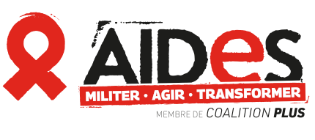 AIDeS
MILITER • AGIR • TRANSFORMER
MEMBRE DE COALITION PLUS